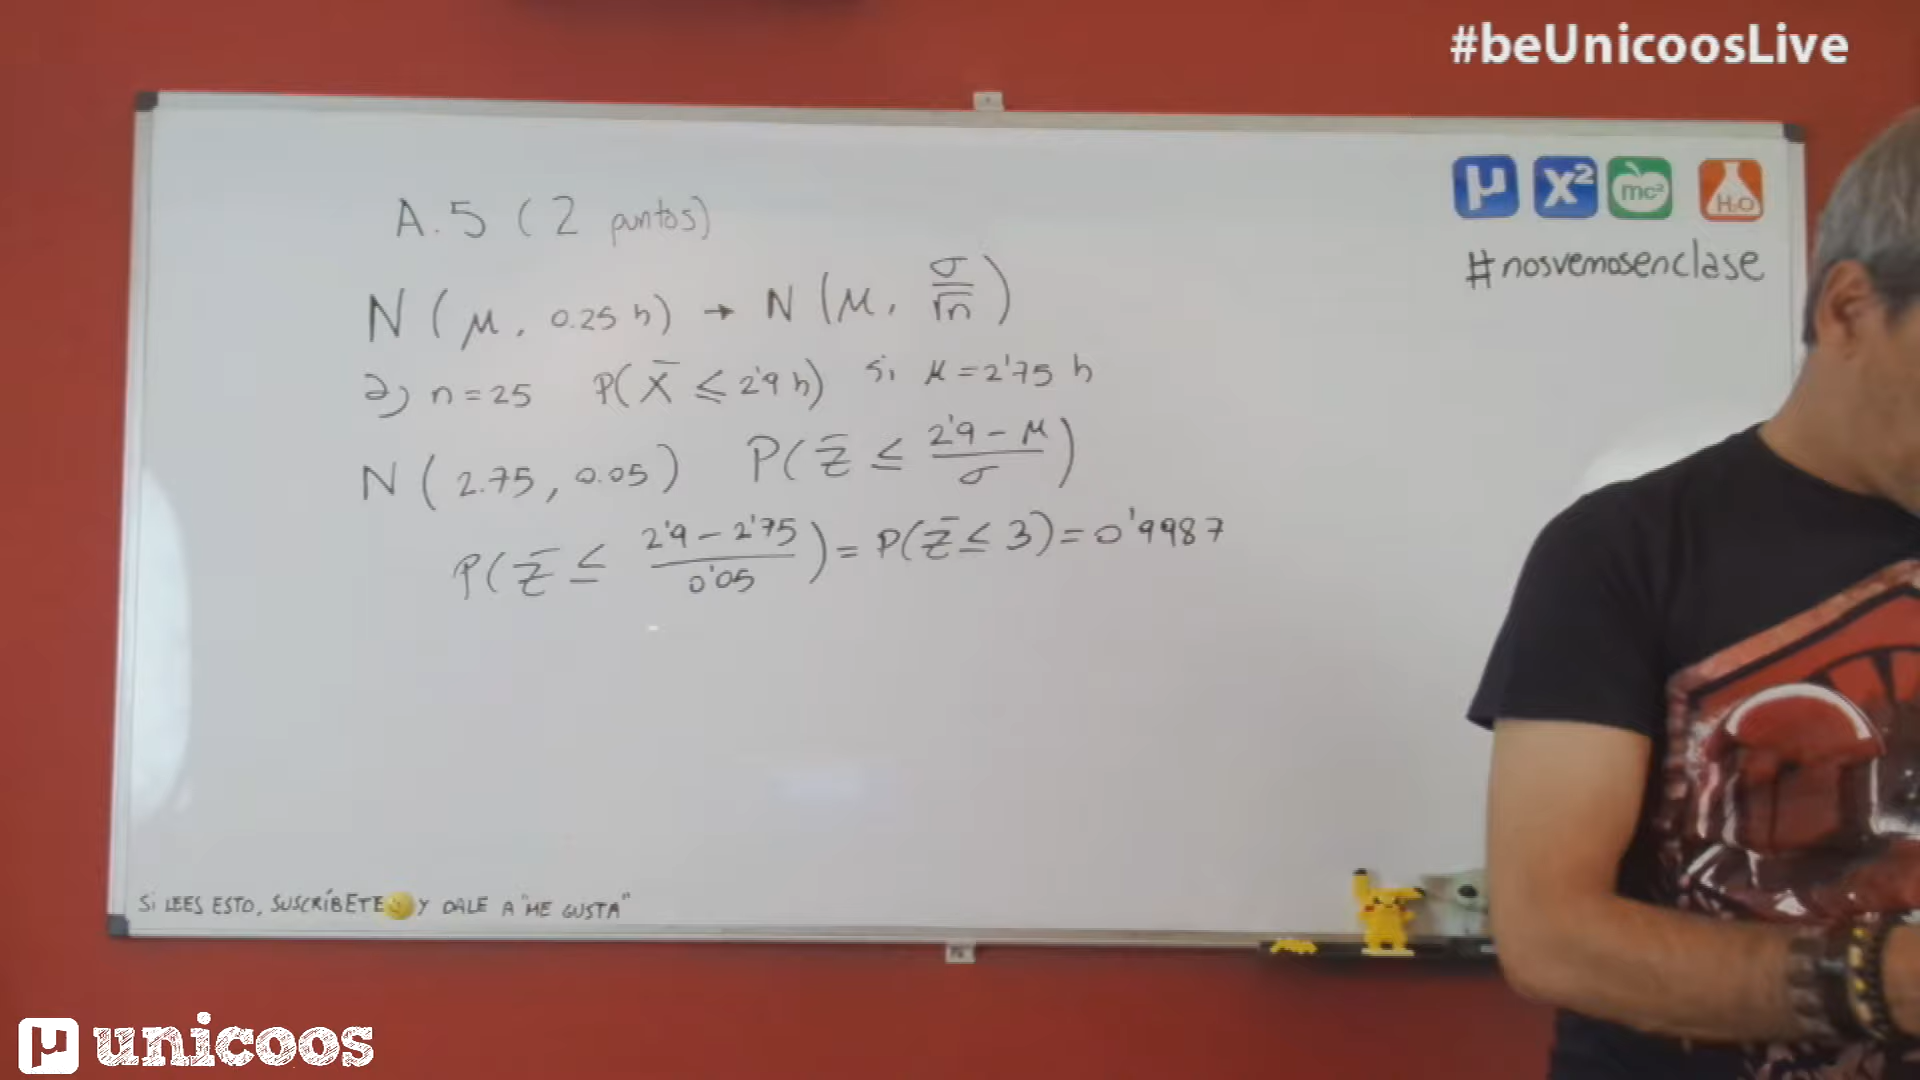 #beUnicoosLive
µ x² mc² H₂O
#nosvemosenclase
A.5 (2 puntos)
N(μ, 0.25 h) → N(μ, σ/√n)
a) n=25 P(X̄ ≤ 2'9 h) si μ=2'75 h
N(2.75, 0.05) P(Z̄ ≤ (2'9 - μ)/σ)
P(Z̄ ≤ (2'9 - 2'75)/0'05) = P(Z̄ ≤ 3) = 0'9987
Si LEES ESTO, SUSCRÍBETE Y DALE A "ME GUSTA"
µ unicoos